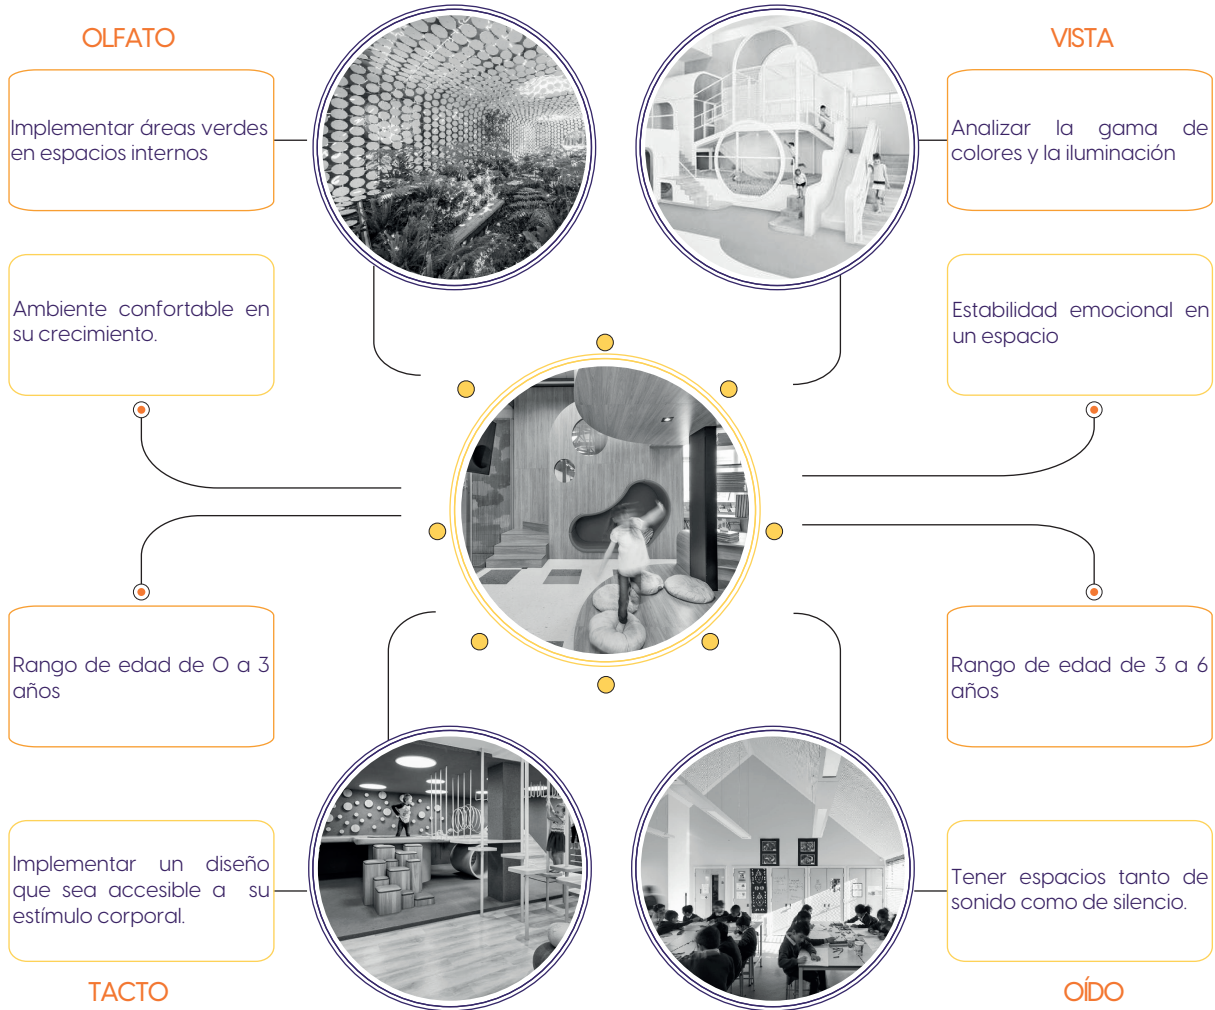 OLFATO
Implementar áreas verdes
en espacios internos
Ambiente confortable en
su crecimiento.
Rango de edad de 0 a 3
años
Implementar un diseño
que sea accesible a su
estímulo corporal.
TACTO
VISTA
Analizar la gama de
colores y la iluminación
Estabilidad emocional en
un espacio
Rango de edad de 3 a 6
años
Tener espacios tanto de
sonido como de silencio.
OÍDO